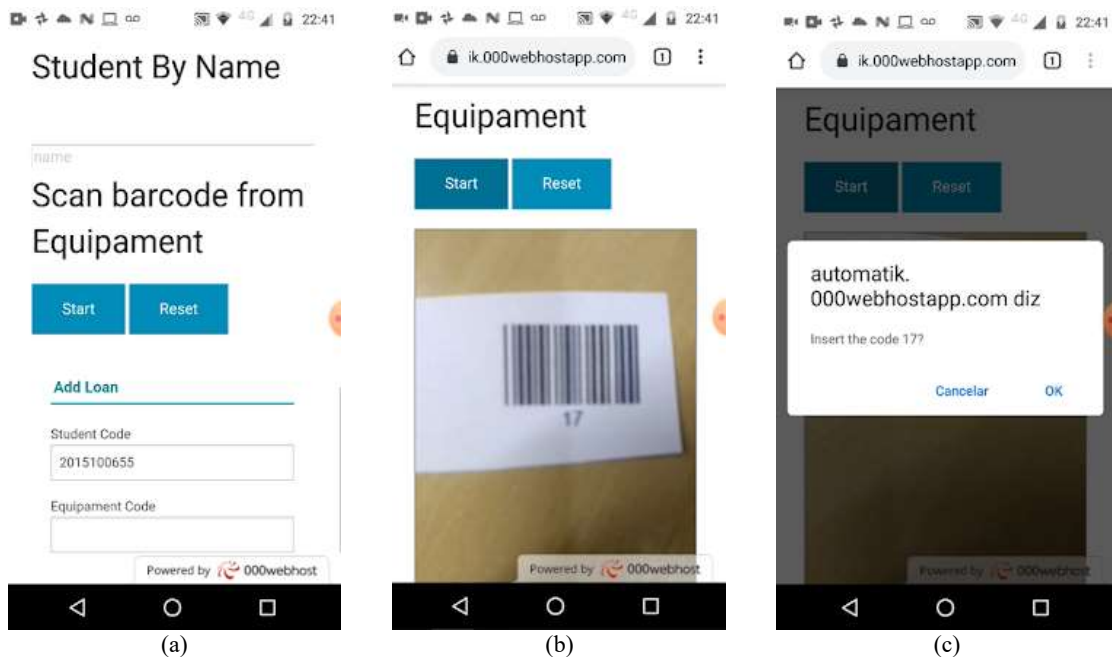 22:41
Student By Name
name
Scan barcode from
Equipament
Start Reset
Add Loan
Student Code
2015100655
Equipament Code
Powered by 000webhost
(a)
4G 22:41
ik.000webhostapp.com 1
Equipament
Start Reset
17
Powered by 000webhost
(b)
4G 22:41
ik.000webhostapp.com 1
Equipament
Start Reset
automatik.
000webhostapp.com diz
Insert the code 17?
Cancelar OK
Powered by 000webhost
(c)